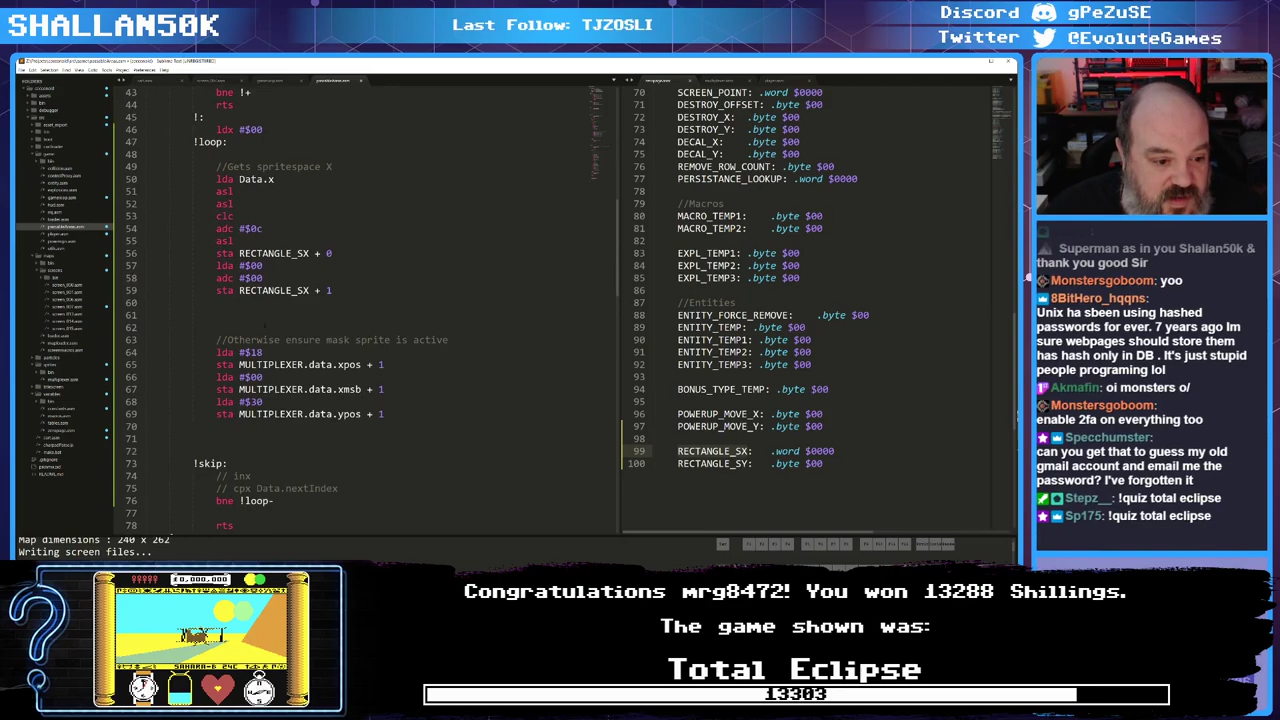 SHALLAN50K
Last Follow: TJZOSLI
Discord gPeZuSE
Twitter @EvoluteGames
43 bne !+
44 rts
45 !:
46 ldx #$00
47 !loop:
48
49 //Gets spritespace X
50 lda Data.x
51 asl
52 asl
53 clc
54 adc #$0c
55 asl
56 sta RECTANGLE_SX + 0
57 lda #$00
58 adc #$00
59 sta RECTANGLE_SX + 1
60
61
62
63 //Otherwise ensure mask sprite is active
64 lda #$18
65 sta MULTIPLEXER.data.xpos + 1
66 lda #$00
67 sta MULTIPLEXER.data.xmsb + 1
68 lda #$30
69 sta MULTIPLEXER.data.ypos + 1
70
71
72
73 !skip:
74 // inx
75 // cpx Data.nextIndex
76 bne !loop-
77
78 rts
70 SCREEN_POINT: .word $0000
71 DESTROY_OFFSET: .byte $00
72 DESTROY_X: .byte $00
73 DESTROY_Y: .byte $00
74 DECAL_X: .byte $00
75 DECAL_Y: .byte $00
76 REMOVE_ROW_COUNT: .byte $00
77 PERSISTANCE_LOOKUP: .word $0000
78
79 //Macros
80 MACRO_TEMP1: .byte $00
81 MACRO_TEMP2: .byte $00
82
83 EXPL_TEMP1: .byte $00
84 EXPL_TEMP2: .byte $00
85 EXPL_TEMP3: .byte $00
86
87 //Entities
88 ENTITY_FORCE_REMOVE: .byte $00
89 ENTITY_TEMP: .byte $00
90 ENTITY_TEMP1: .byte $00
91 ENTITY_TEMP2: .byte $00
92 ENTITY_TEMP3: .byte $00
93
94 BONUS_TYPE_TEMP: .byte $00
95
96 POWERUP_MOVE_X: .byte $00
97 POWERUP_MOVE_Y: .byte $00
98
99 RECTANGLE_SX: .word $0000
100 RECTANGLE_SY: .byte $00
Map dimensions : 240 x 262
Writing screen files...
Superman as in you Shallan50k &
thank you good Sir
Monstersgoboom: yoo
8BitHero_hqqns:
Unix ha sbeen using hashed
passwords for ever. 7 year ago Im
sure webpages should store them
has hash only in DB . It's just stupid
people programing lol
Akmafin: oi monsters o/
Monstersgoboom:
enable 2fa on everything too
Specchumster:
can you get that to guess my old
gmail account and email me the
password? I've forgotten it
Stepz__: !quiz total eclipse
Sp175: !quiz total eclipse
£0,000,000
SAHARA-B 24C
Congratulations mrg8472! You won 13288 Shillings.
The game shown was:
Total Eclipse
13303